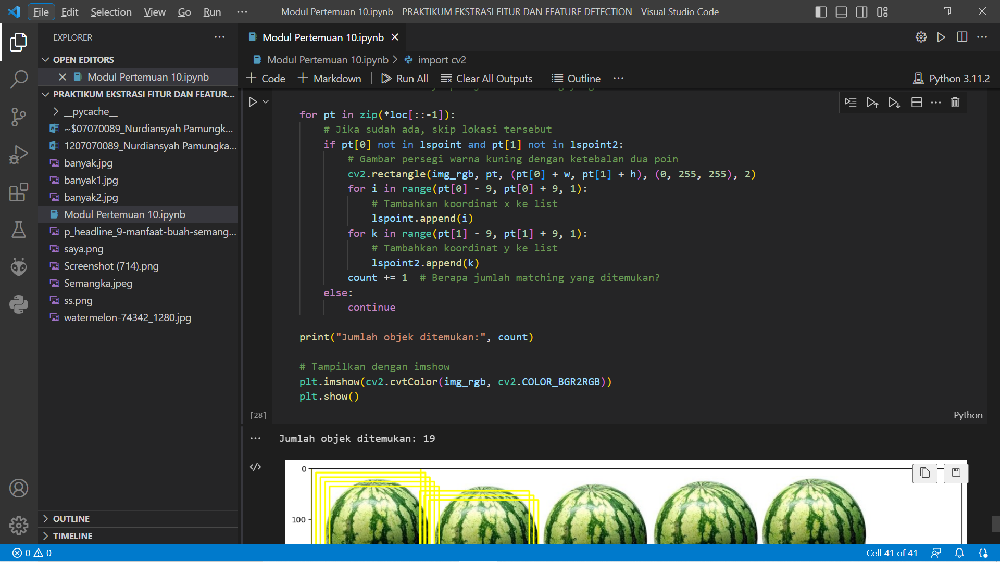 File Edit Selection View Go Run ···
Modul Pertemuan 10.ipynb - PRAKTIKUM EKSTRASI FITUR DAN FEATURE DETECTION - Visual Studio Code
EXPLORER
OPEN EDITORS
Modul Pertemuan 10.ipynb
PRAKTIKUM EKSTRASI FITUR DAN FEATUR...
__pycache__
~$07070089_Nurdiansyah Pamungk...
1207070089_Nurdiansyah Pamungka...
banyak.jpg
banyak1.jpg
banyak2.jpg
Modul Pertemuan 10.ipynb
p_headline_9-manfaat-buah-semang...
saya.png
Screenshot (714).png
Semangka.jpeg
ss.png
watermelon-74342_1280.jpg
OUTLINE
TIMELINE
Modul Pertemuan 10.ipynb
Modul Pertemuan 10.ipynb > import cv2
+ Code + Markdown | Run All Clear All Outputs | Outline ···
Python 3.11.2
for pt in zip(*loc[::-1]):
# Jika sudah ada, skip lokasi tersebut
if pt[0] not in lspoint and pt[1] not in lspoint2:
# Gambar persegi warna kuning dengan ketebalan dua poin
cv2.rectangle(img_rgb, pt, (pt[0] + w, pt[1] + h), (0, 255, 255), 2)
for i in range(pt[0] - 9, pt[0] + 9, 1):
# Tambahkan koordinat x ke list
lspoint.append(i)
for k in range(pt[1] - 9, pt[1] + 9, 1):
# Tambahkan koordinat y ke list
lspoint2.append(k)
count += 1 # Berapa jumlah matching yang ditemukan?
else:
continue
print("Jumlah objek ditemukan:", count)
# Tampilkan dengan imshow
plt.imshow(cv2.cvtColor(img_rgb, cv2.COLOR_BGR2RGB))
plt.show()
[28]
Python
Jumlah objek ditemukan: 19
0
100
0 0
Cell 41 of 41